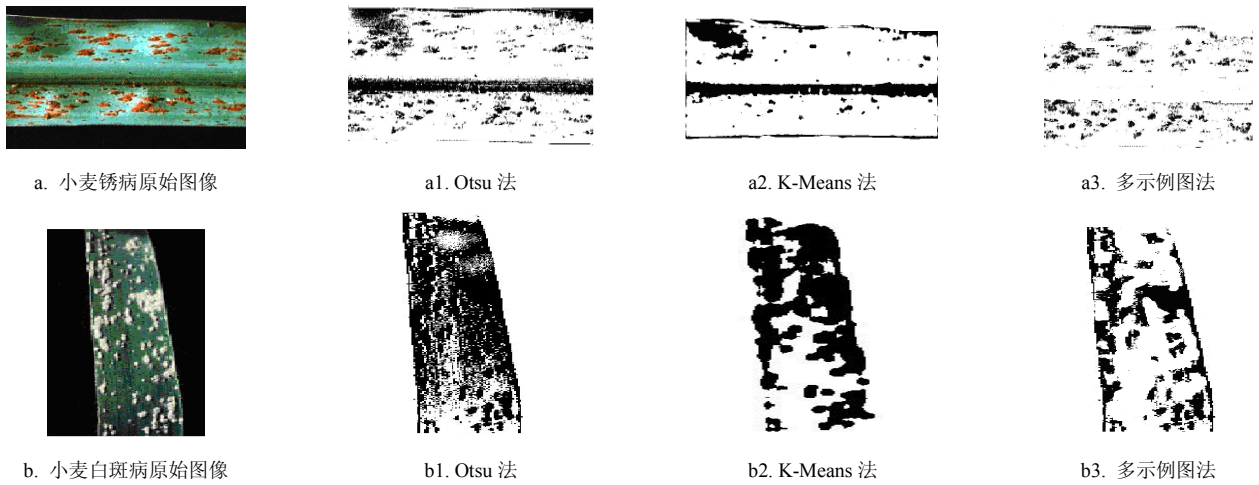 a. 小麦锈病原始图像
a1. Otsu 法
a2. K-Means 法
a3. 多示例图法
b. 小麦白斑病原始图像
b1. Otsu 法
b2. K-Means 法
b3. 多示例图法